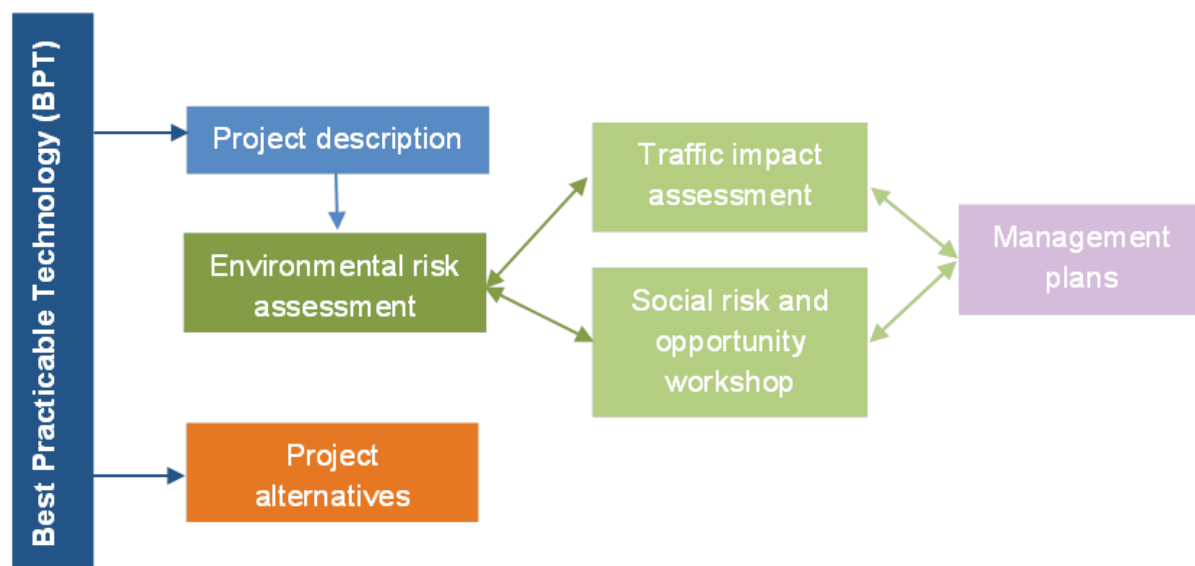 Best Practicable Technology (BPT)
Project description
Environmental risk
assessment
Project
alternatives
Traffic impact
assessment
Social risk and
opportunity
workshop
Management
plans